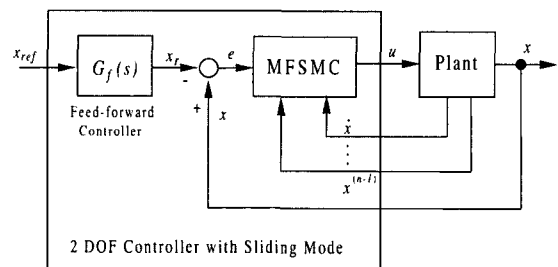 x_ref
G_f(s)
x_r
-
e
MFSMC
u
Plant
x
Feed-forward
Controller
+
x
ẋ
x^(n-1)
2 DOF Controller with Sliding Mode